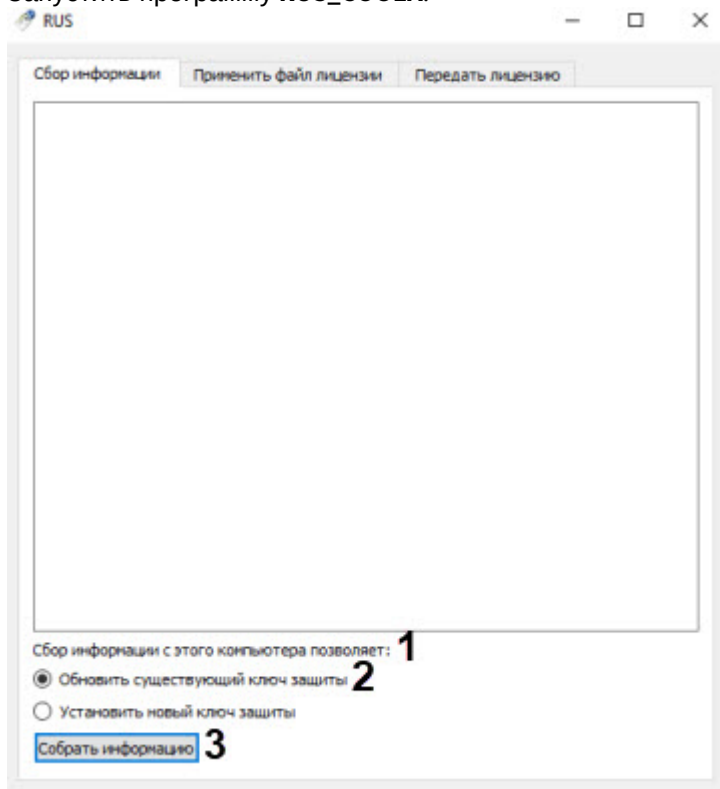 RUS
Сбор информации Применить файл лицензии Передать лицензию
Сбор информации с этого компьютера позволяет: 1
Обновить существующий ключ защиты 2
Установить новый ключ защиты
Собрать информацию 3